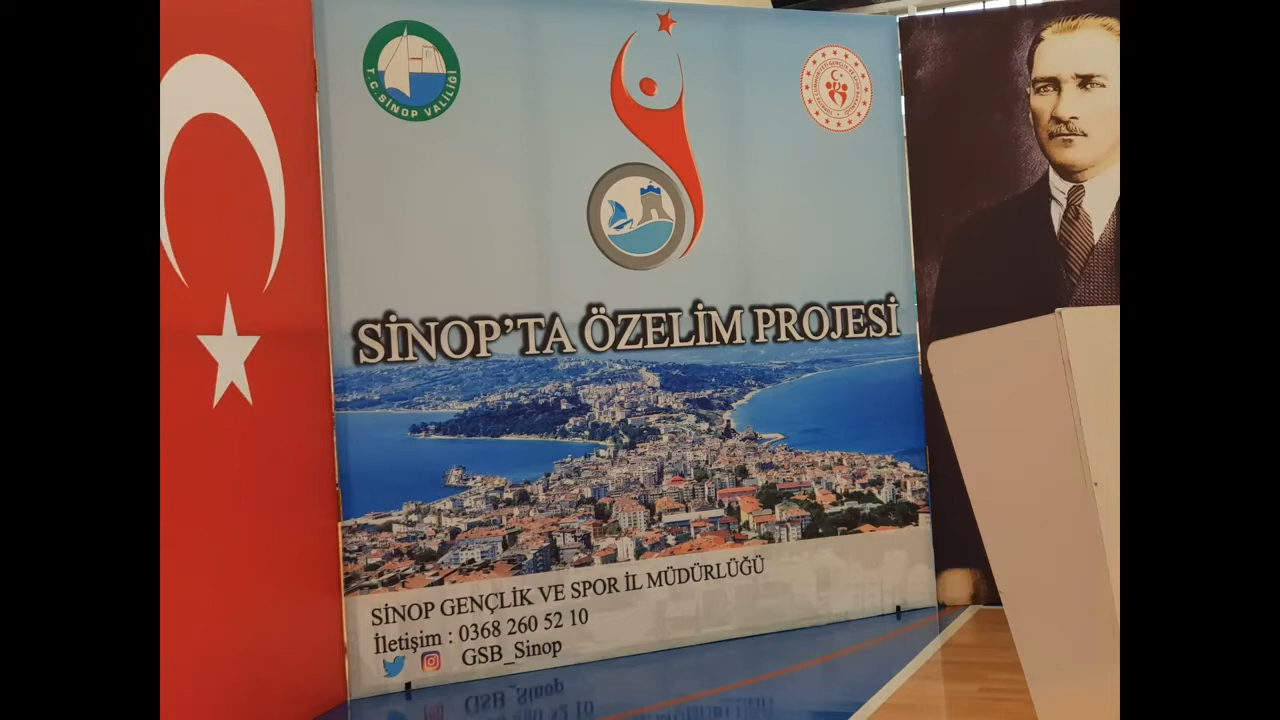 T.C. SİNOP VALİLİĞİ
SİNOP'TA ÖZELİM PROJESİ
SİNOP GENÇLİK VE SPOR İL MÜDÜRLÜĞÜ
İletişim : 0368 260 52 10
GSB_Sinop